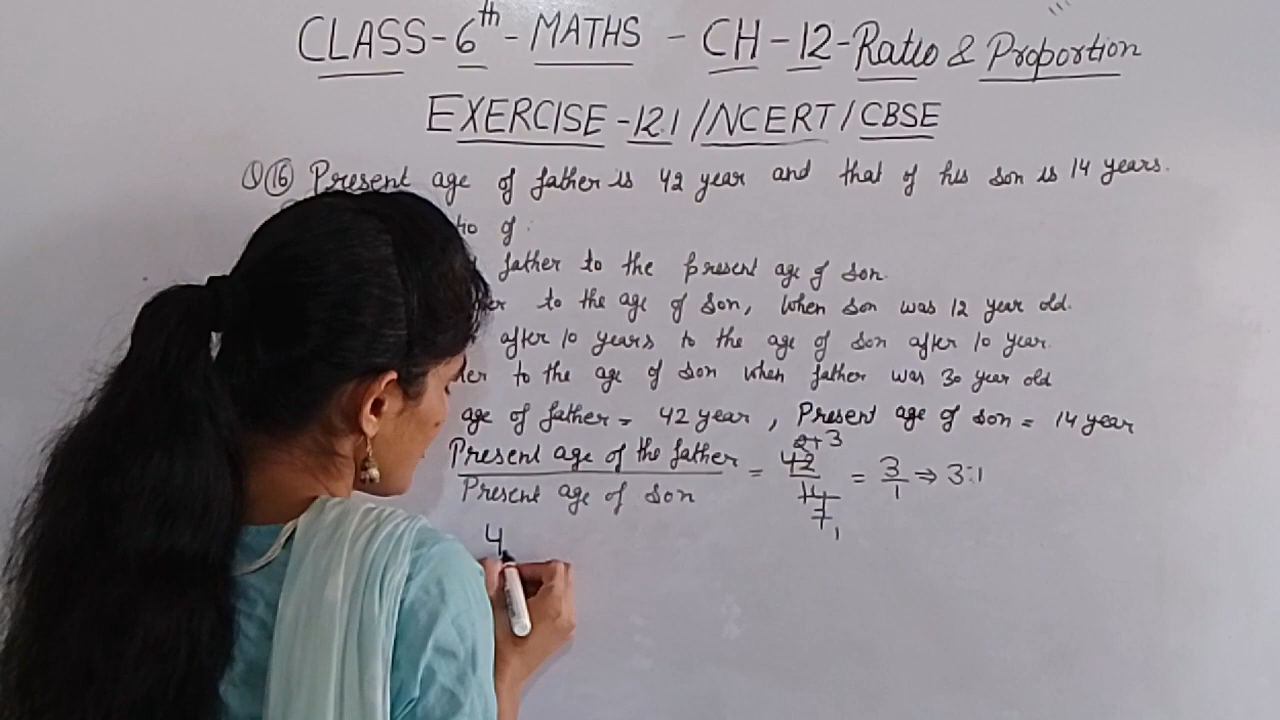 CLASS-6th-MATHS - CH-12-Ratio & Proportion
EXERCISE-12.1/NCERT/CBSE
Q(16) Present age of father is 42 year and that of his son is 14 years.
of :
father to the present age of son.
to the age of son, when son was 12 year old.
after 10 years to the age of son after 10 year.
to the age of son when father was 30 year old
age of father = 42 year, Present age of son = 14 year
Present age of the father / Present age of son = 42 21 3 / 14 7 1 = 3/1 ⇒ 3:1
4